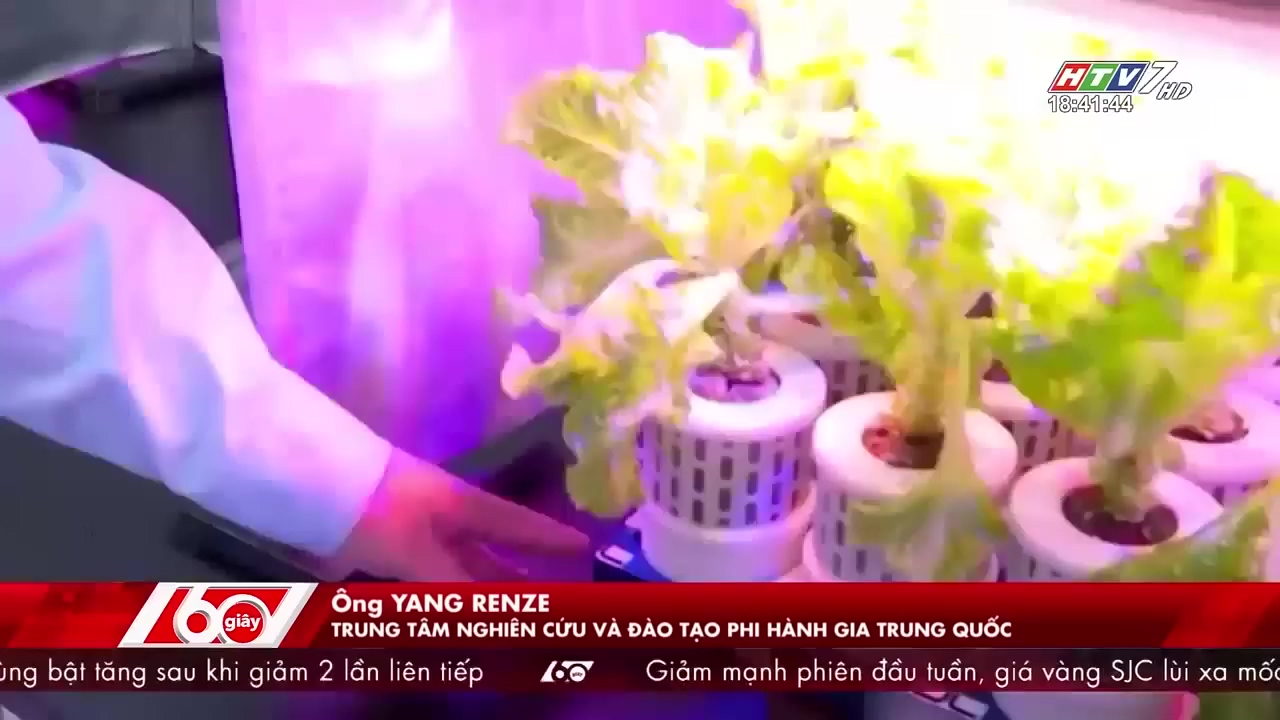 HTV7 HD
18:41:44
60 giây
Ông YANG RENZE
TRUNG TÂM NGHIÊN CỨU VÀ ĐÀO TẠO PHI HÀNH GIA TRUNG QUỐC
bật tăng sau khi giảm 2 lần liên tiếp
60 giây
Giảm mạnh phiên đầu tuần, giá vàng SJC lùi xa